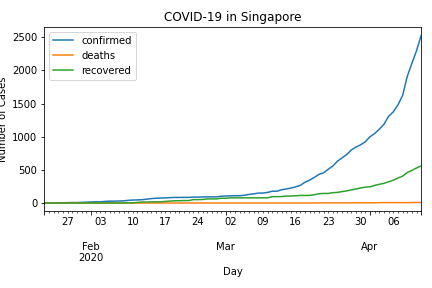 COVID-19 in Singapore
confirmed
deaths
recovered
Number of Cases
2500
2000
1500
1000
500
0
27 03 10 17 24 02 09 16 23 30 06
Feb Mar Apr
2020
Day